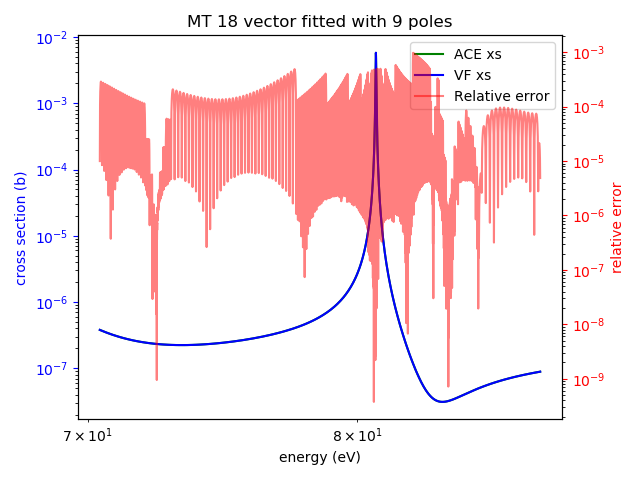 MT 18 vector fitted with 9 poles
ACE xs
VF xs
Relative error
cross section (b)
10⁻²
10⁻³
10⁻⁴
10⁻⁵
10⁻⁶
10⁻⁷
10⁻³
10⁻⁴
10⁻⁵
10⁻⁶
10⁻⁷
10⁻⁸
10⁻⁹
relative error
7 × 10¹
8 × 10¹
energy (eV)